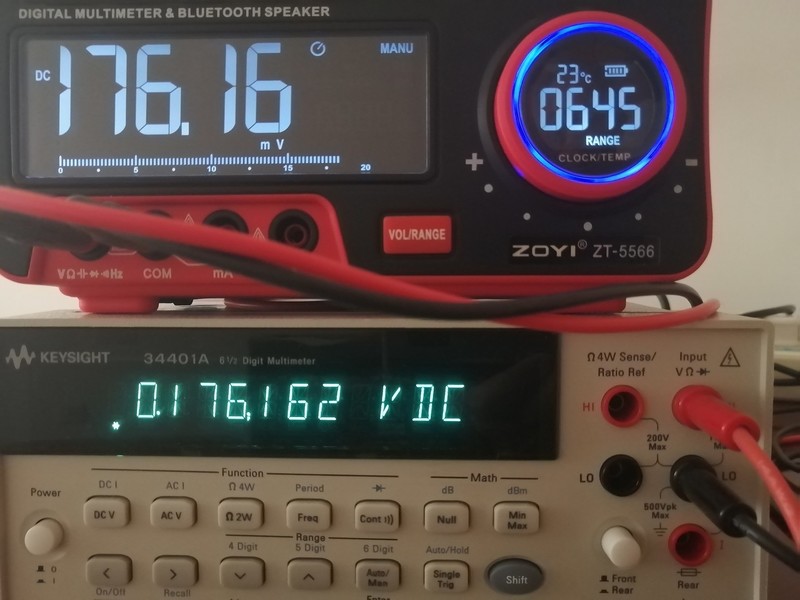 DIGITAL MULTIMETER & BLUETOOTH SPEAKER
DC 176.16 MANU
m V
0 5 10 15 20
23°C
0645
RANGE
CLOCK/TEMP
+ -
VOL/RANGE
ZOYI® ZT-5566
VΩ Hz COM mA
KEYSIGHT 34401A 6½ Digit Multimeter
* 0.176,162 V DC
Ω 4W Sense/ Ratio Ref
Input V Ω
HI
200V Max
LO LO
500Vpk Max
I
Front
Rear
Rear
Power
O
I
Function
Math
DC I AC I Ω 4W Period dB dBm
DC V AC V Ω 2W Freq Cont Null Min Max
Range
4 Digit 5 Digit 6 Digit Auto/Hold
< > ∨ ∧ Auto/ Man Single Trig Shift
On/Off Recall